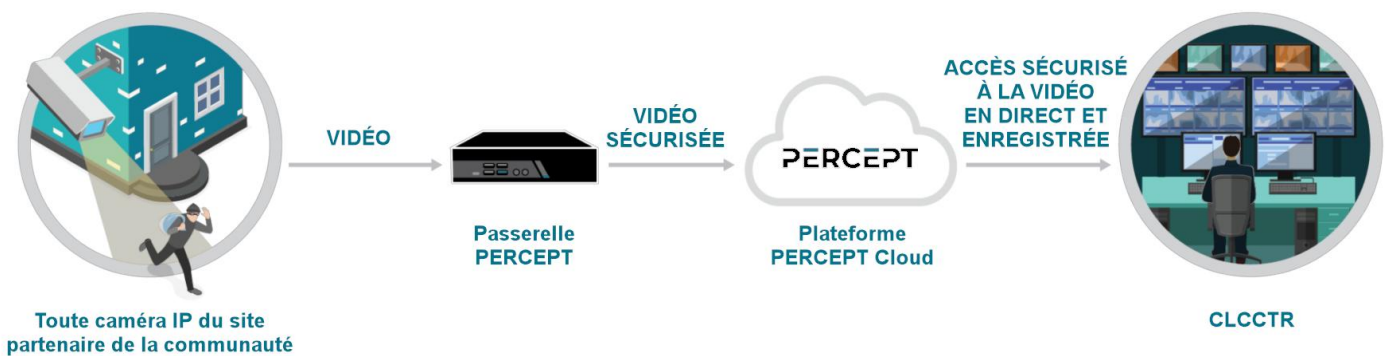 Toute caméra IP du site
partenaire de la communauté
VIDÉO
Passerelle
PERCEPT
VIDÉO
SÉCURISÉE
PERCEPT
Plateforme
PERCEPT Cloud
ACCÈS SÉCURISÉ
À LA VIDÉO
EN DIRECT ET
ENREGISTRÉE
CLCCTR